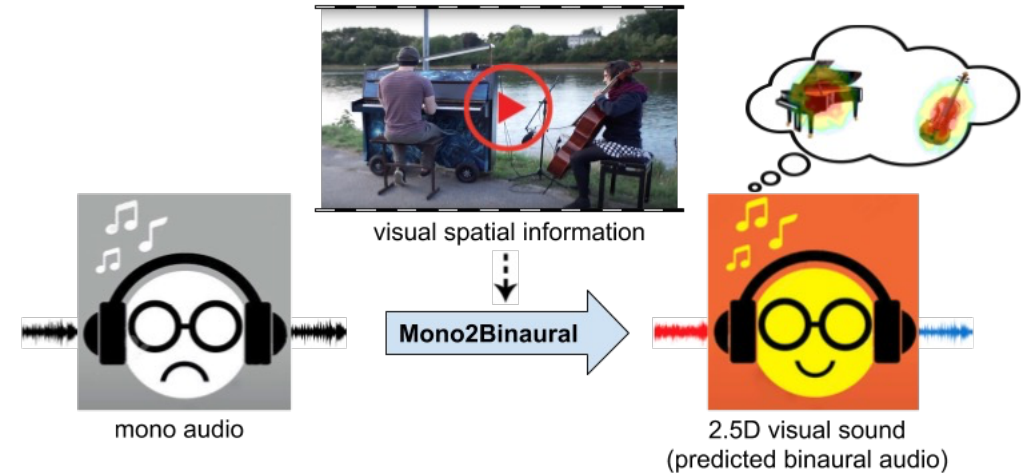 visual spatial information
Mono2Binaural
mono audio
2.5D visual sound
(predicted binaural audio)